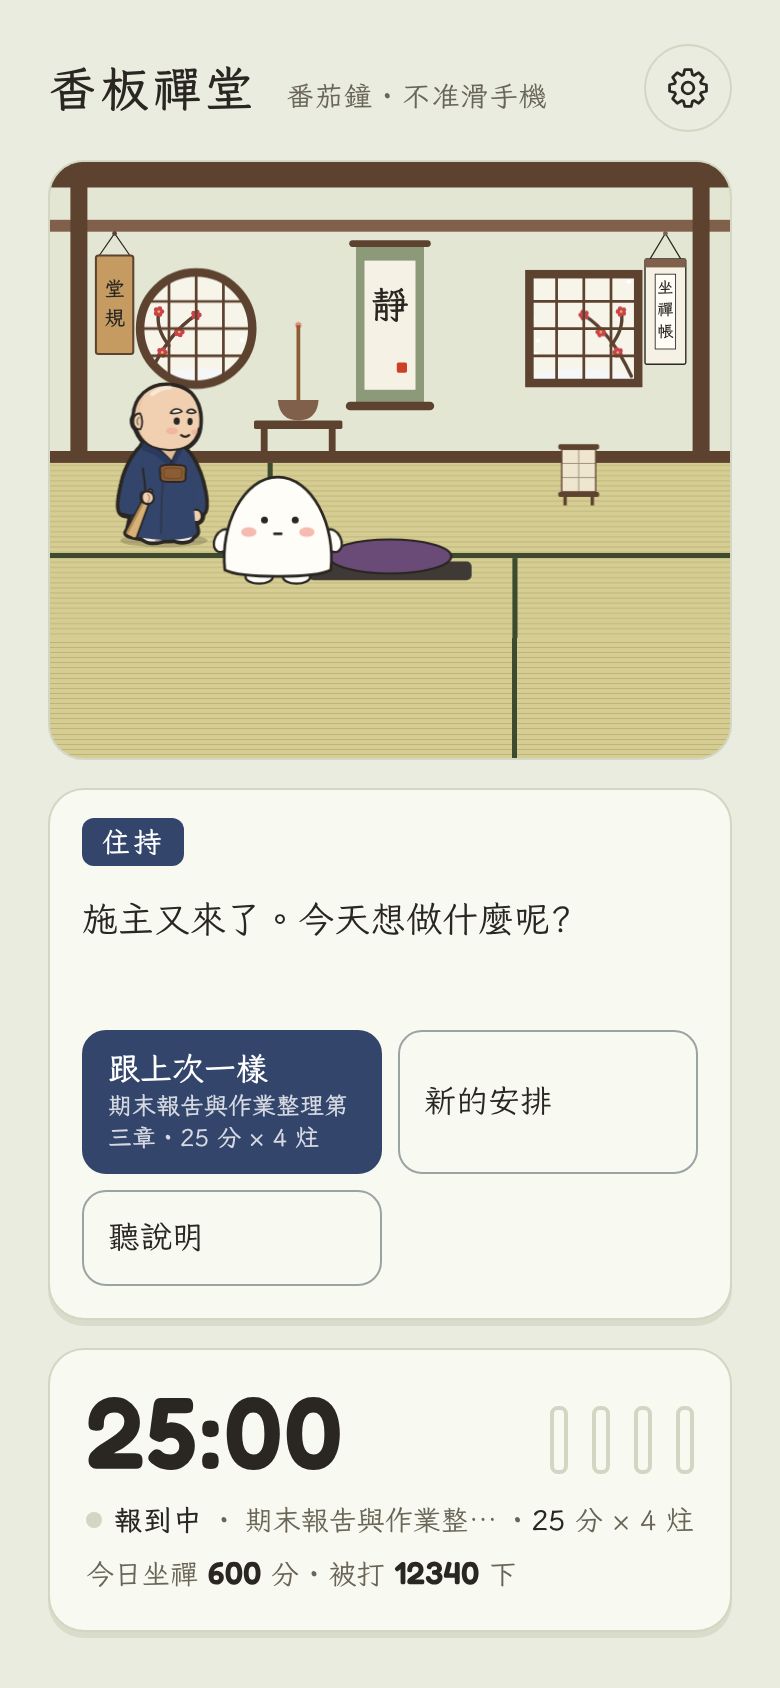 香板禪堂
番茄鐘・不准滑手機
堂規
靜
坐禪帳
住持
施主又來了。今天想做什麼呢?
跟上次一樣
期末報告與作業整理第
三章・25 分 × 4 炷
新的安排
聽說明
25:00
報到中 ・ 期末報告與作業整… ・25 分 × 4 炷
今日坐禪 600 分・被打 12340 下